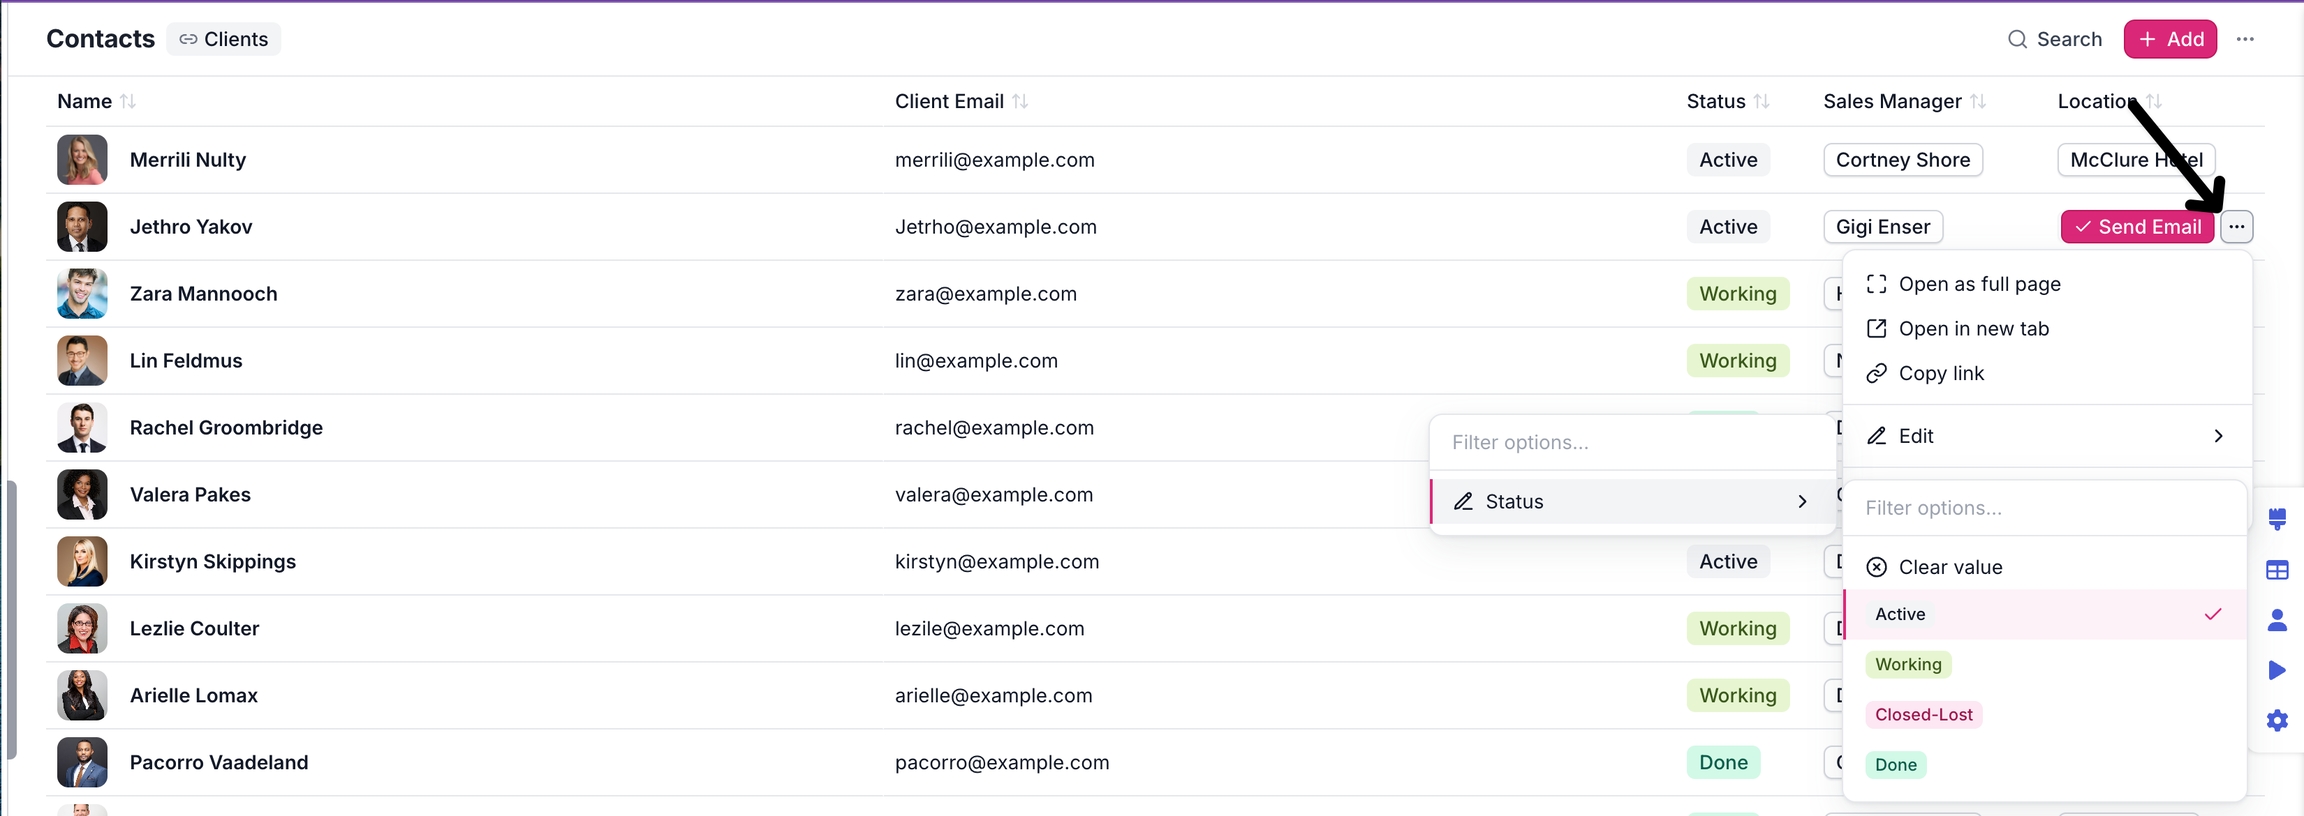 Contacts Clients Search + Add
Name Client Email Status Sales Manager Location
Merrili Nulty merrili@example.com Active Cortney Shore McClure Hotel
Jethro Yakov Jetrho@example.com Active Gigi Enser Send Email
Zara Mannooch zara@example.com Working
Open as full page
Open in new tab
Lin Feldmus lin@example.com Working
Copy link
Rachel Groombridge rachel@example.com
Edit
Filter options...
Valera Pakes valera@example.com
Status
Filter options...
Kirstyn Skippings kirstyn@example.com Active
Clear value
Active
Lezlie Coulter lezile@example.com Working
Working
Arielle Lomax arielle@example.com Working
Closed-Lost
Pacorro Vaadeland pacorro@example.com Done
Done